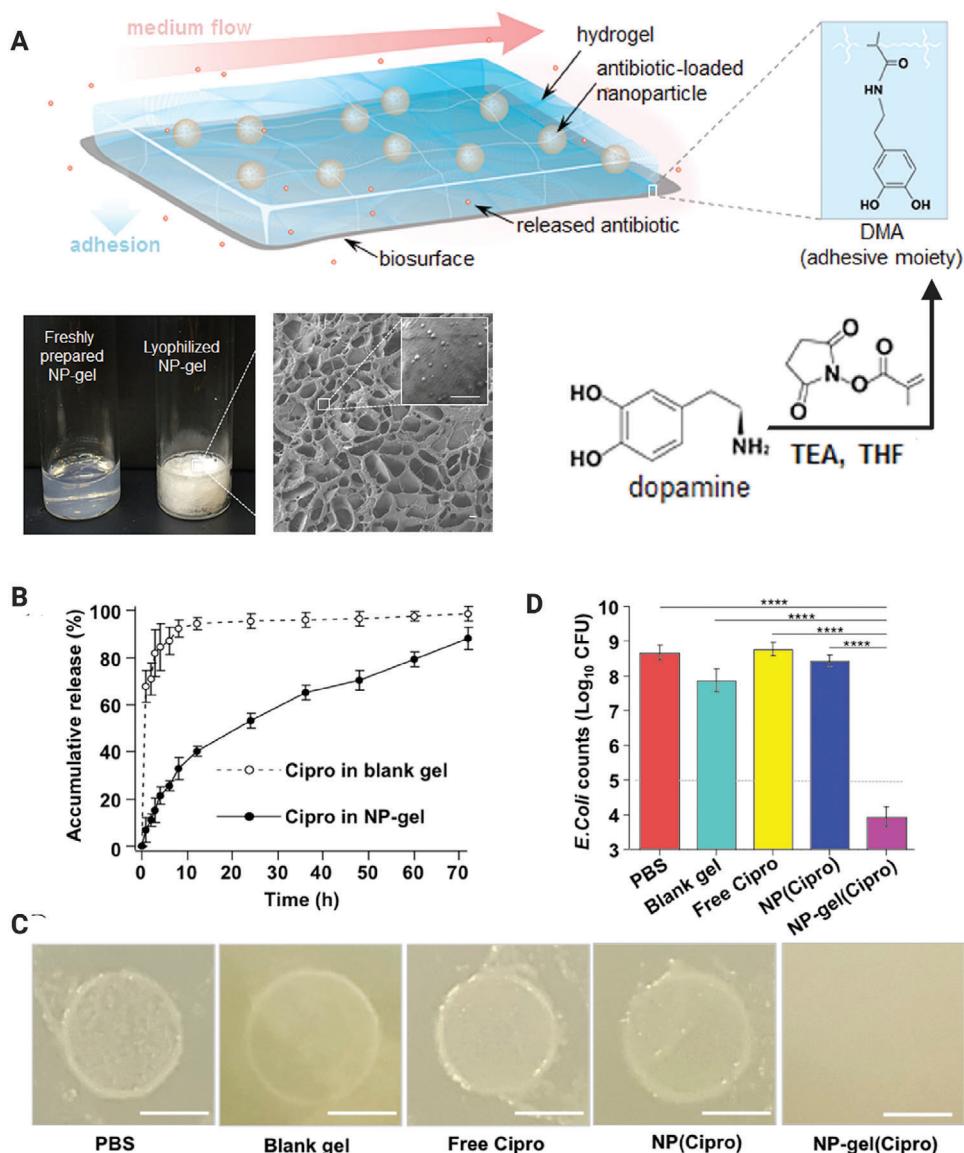 A
medium flow
hydrogel
antibiotic-loaded
nanoparticle
adhesion
released antibiotic
biosurface
O
HN
HO OH
DMA
(adhesive moiety)
Freshly
prepared
NP-gel
Lyophilized
NP-gel
HO
HO
NH₂
dopamine
O
N
O
O
O
TEA, THF
B
Accumulative release (%)
100
80
60
40
20
0
Cipro in blank gel
Cipro in NP-gel
0 10 20 30 40 50 60 70
Time (h)
D
E.Coli counts (Log₁₀ CFU)
10
9
8
7
6
5
4
3
****
****
****
****
PBS
Blank gel
Free Cipro
NP(Cipro)
NP-gel(Cipro)
C
PBS
Blank gel
Free Cipro
NP(Cipro)
NP-gel(Cipro)